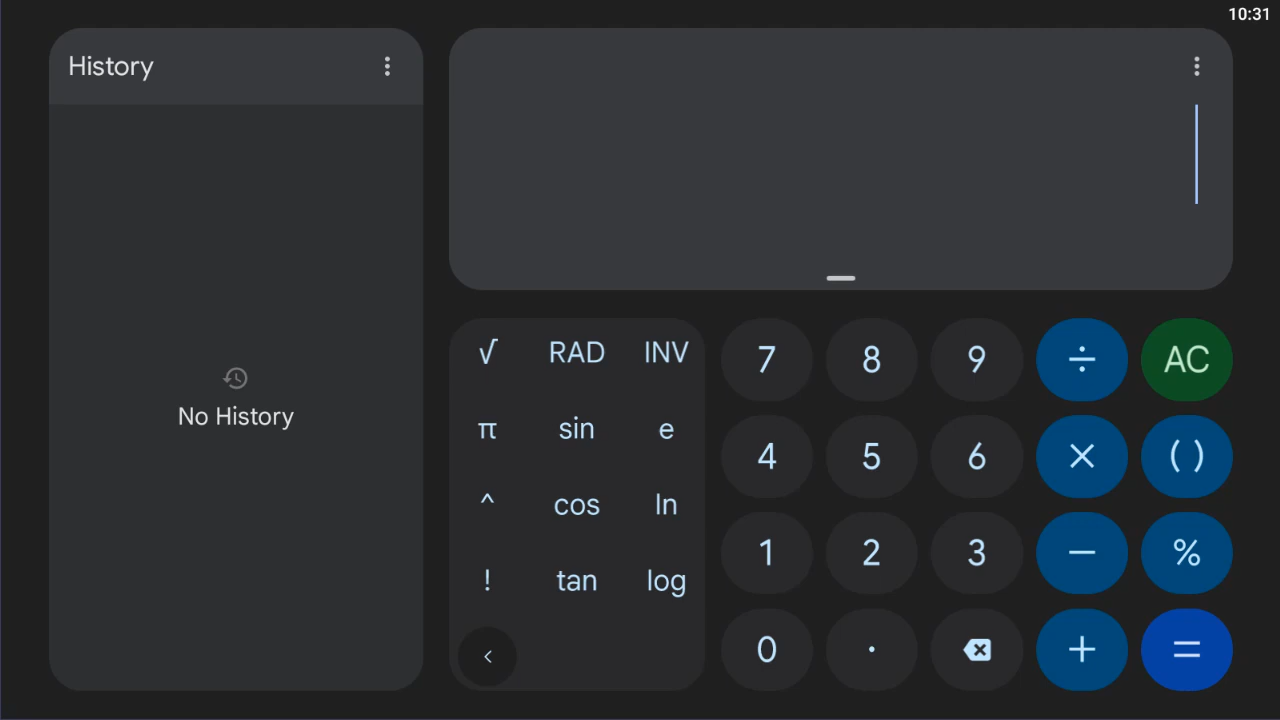 10:31
History
No History
√ RAD INV
π sin e
^ cos ln
! tan log
7 8 9 ÷ AC
4 5 6 × ( )
1 2 3 − %
0 . + =